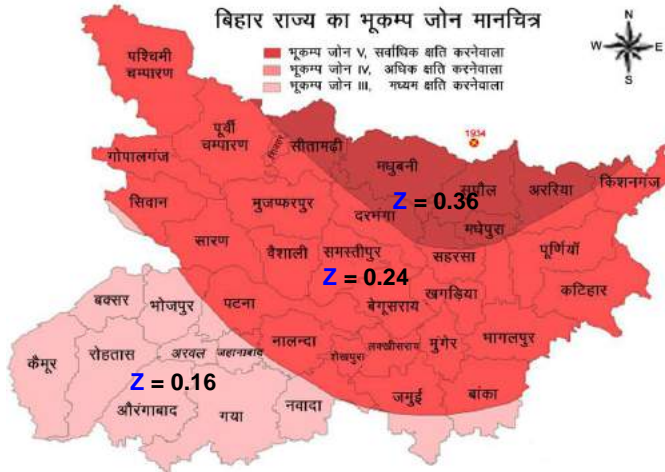 बिहार राज्य का भूकम्प जोन मानचित्र
भूकम्प जोन V, सर्वाधिक क्षति करनेवाला
भूकम्प जोन IV, अधिक क्षति करनेवाला
भूकम्प जोन III, मध्यम क्षति करनेवाला
N
W E
S
पश्चिमी
चम्पारण
पूर्वी
चम्पारण
शिवहर
सीतामढ़ी
1934
गोपालगंज
मधुबनी
सुपौल
अररिया
किशनगंज
सिवान
मुजफ्फरपुर
दरभंगा
Z = 0.36
मधेपुरा
सारण
वैशाली
समस्तीपुर
सहरसा
पूर्णियाँ
Z = 0.24
बक्सर
भोजपुर
पटना
बेगूसराय
खगड़िया
कटिहार
कैमूर
रोहतास
अरवल
जहानाबाद
नालन्दा
शेखपुरा
लक्खीसराय
मुंगेर
भागलपुर
Z = 0.16
औरंगाबाद
गया
नवादा
जमुई
बांका